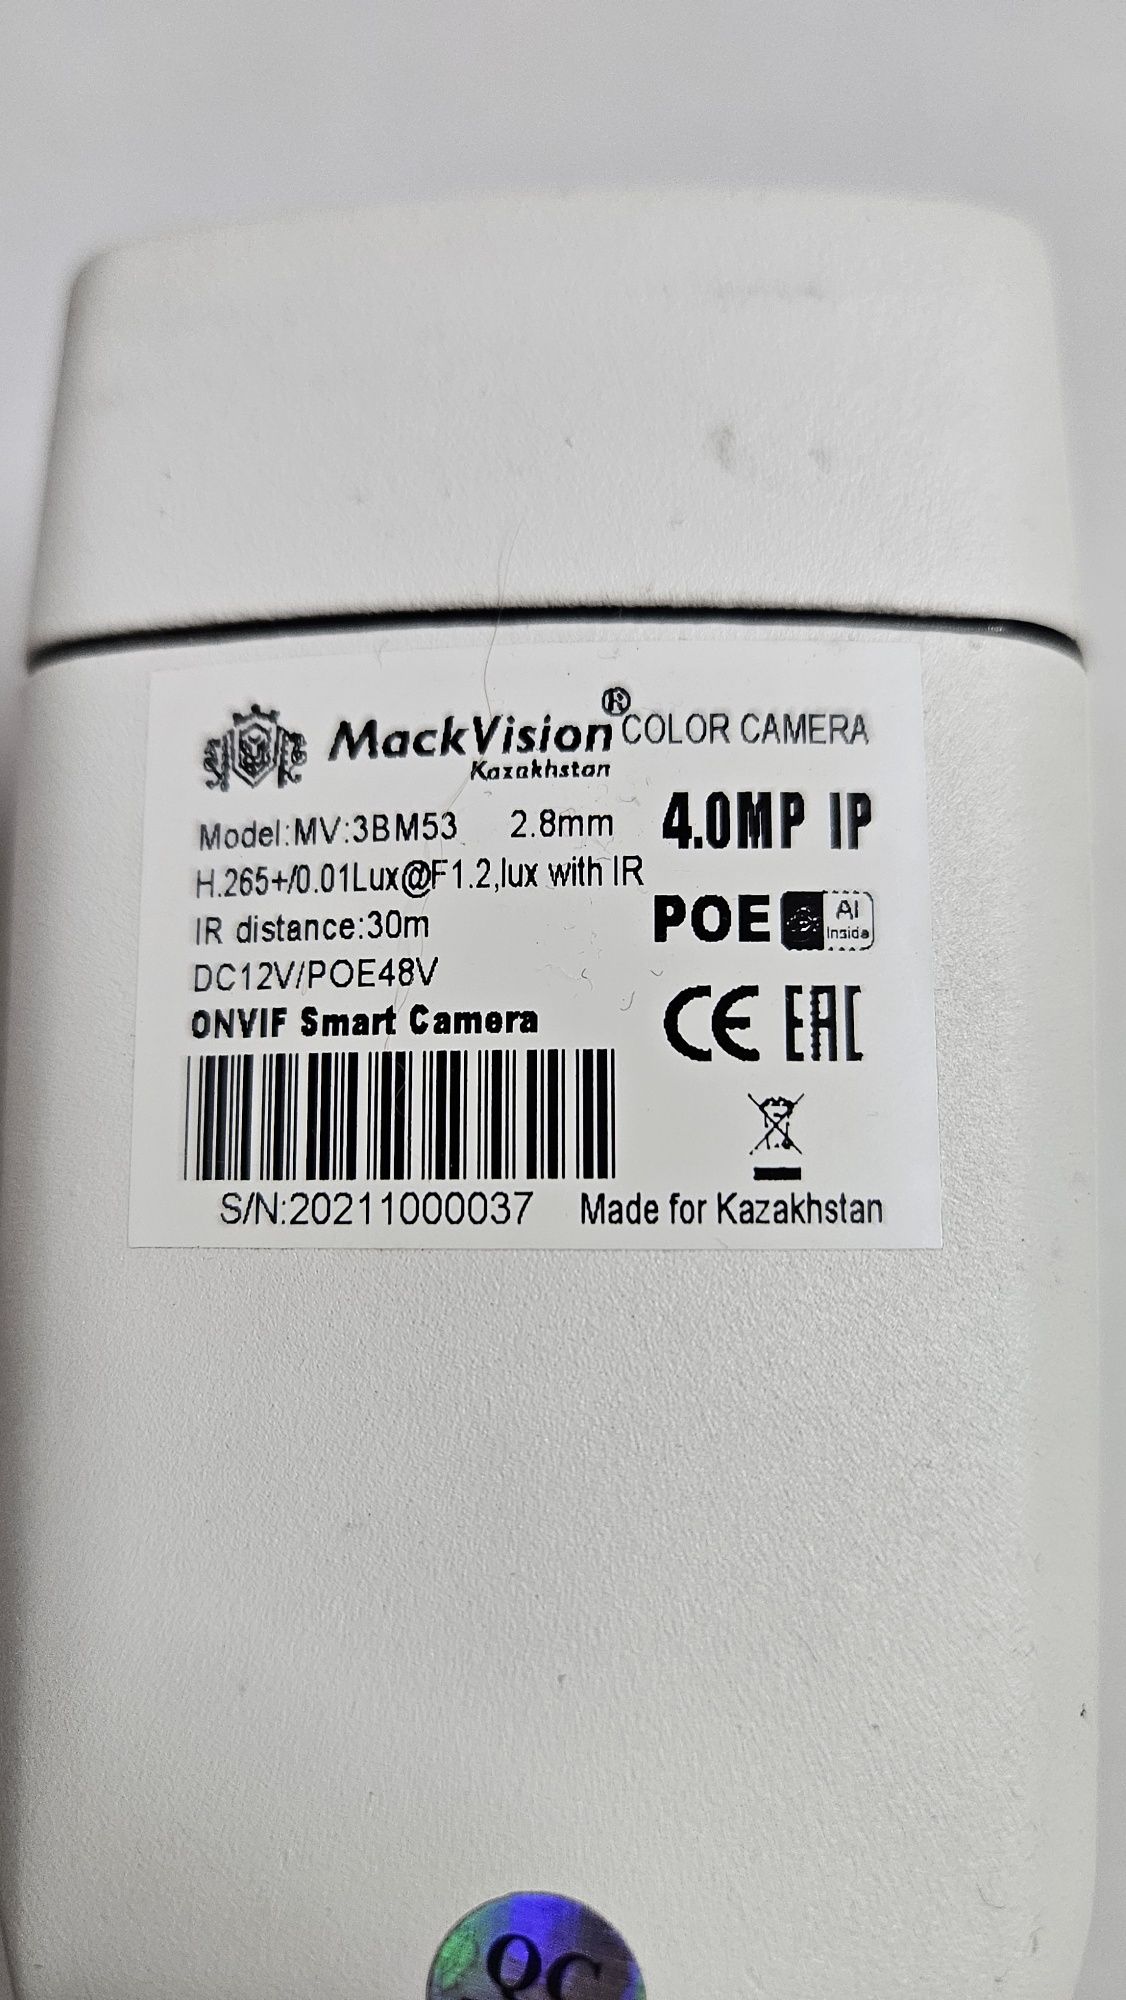 MackVision® COLOR CAMERA
Kazakhstan
Model:MV:3BM53 2.8mm
4.0MP IP
H.265+/0.01Lux@F1.2,lux with IR
IR distance:30m
POE AI Inside
DC12V/POE48V
ONVIF Smart Camera
CE EAC
S/N:20211000037 Made for Kazakhstan
QC